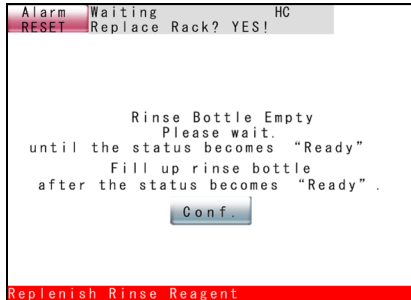 Alarm RESET
Waiting HC
Replace Rack? YES!
Rinse Bottle Empty
Please wait.
until the status becomes “Ready”
Fill up rinse bottle
after the status becomes “Ready”.
Conf.
Replenish Rinse Reagent